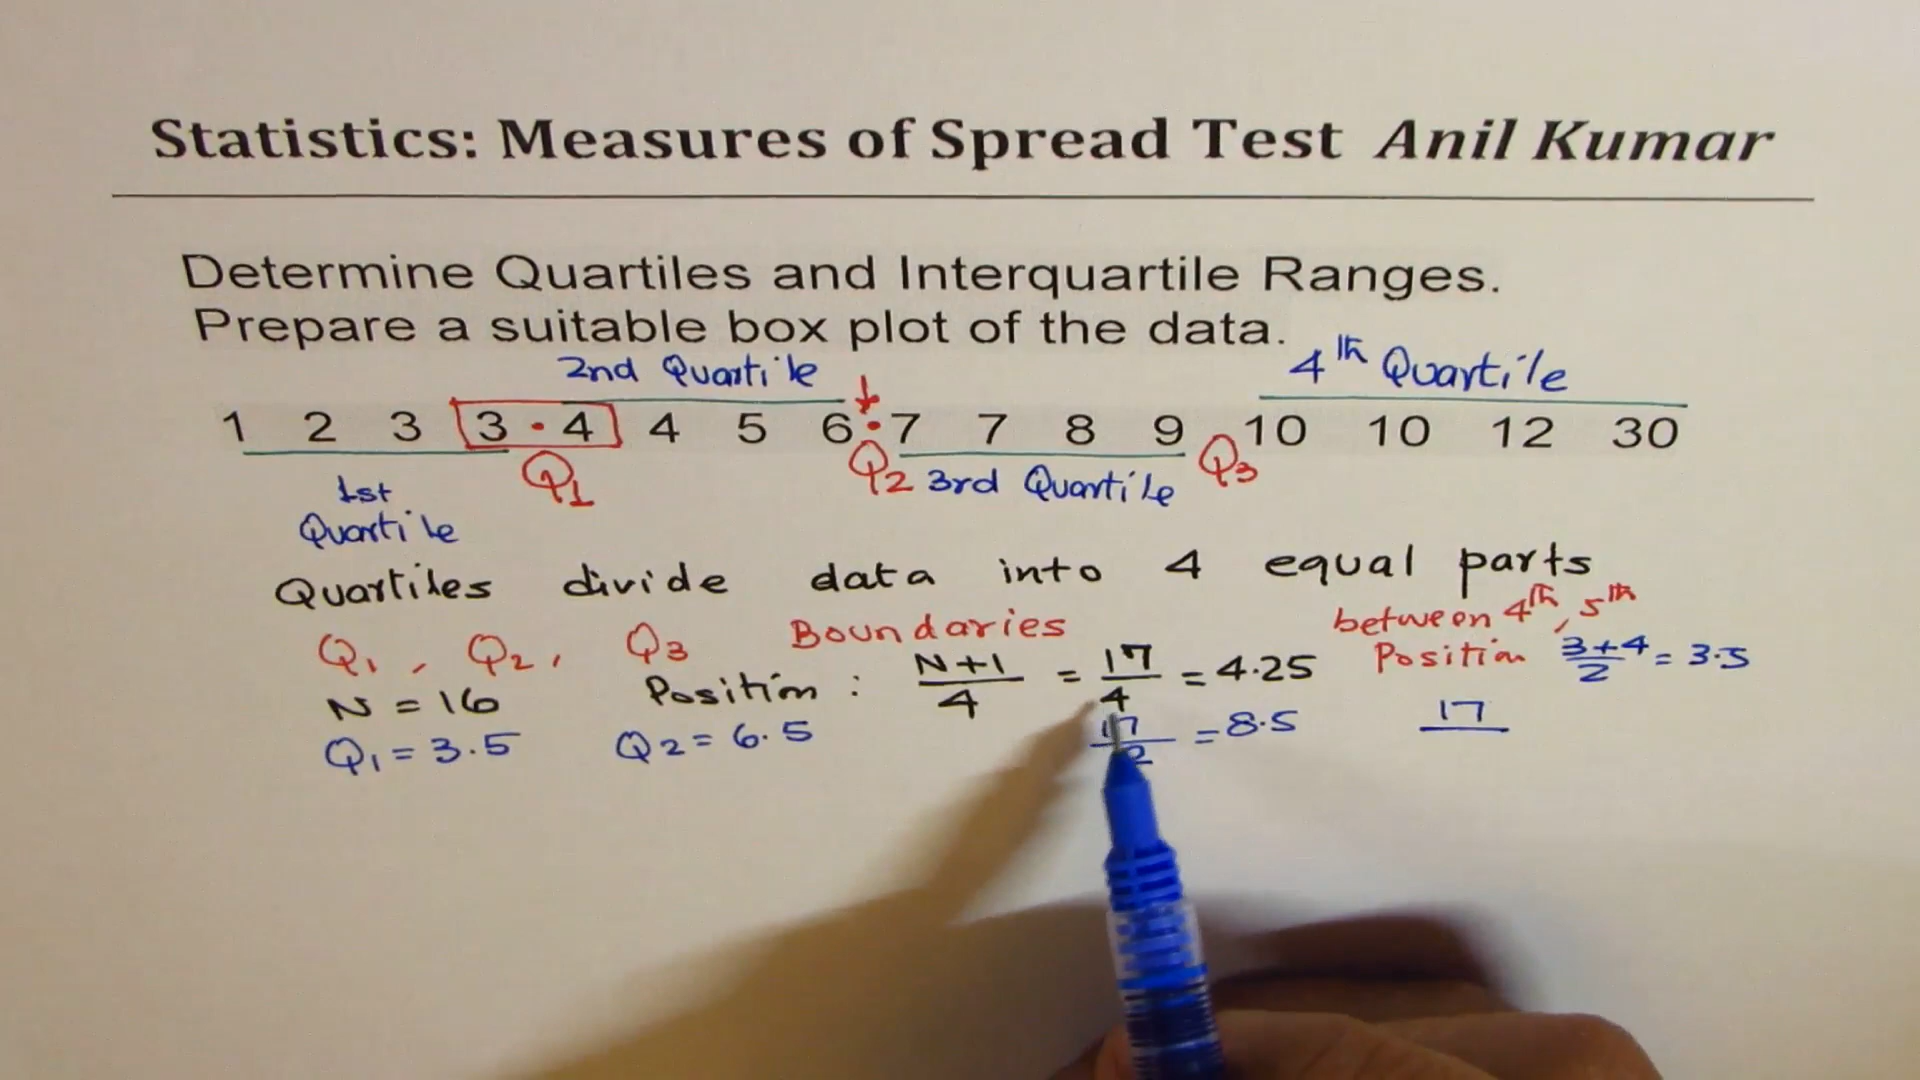 Statistics: Measures of Spread Test Anil Kumar
Determine Quartiles and Interquartile Ranges.
Prepare a suitable box plot of the data.
2nd Quartile 4th Quartile
1 2 3 3 · 4 4 5 6 · 7 7 8 9 10 10 12 30
Q1 Q2 3rd Quartile Q3
1st
Quartile
Quartiles divide data into 4 equal parts
Q1, Q2, Q3 Boundaries between 4th, 5th
N = 16 Position : N+1/4 = 17/4 = 4.25 Position 3+4/2 = 3.5
Q1 = 3.5 Q2 = 6.5 17/2 = 8.5 17